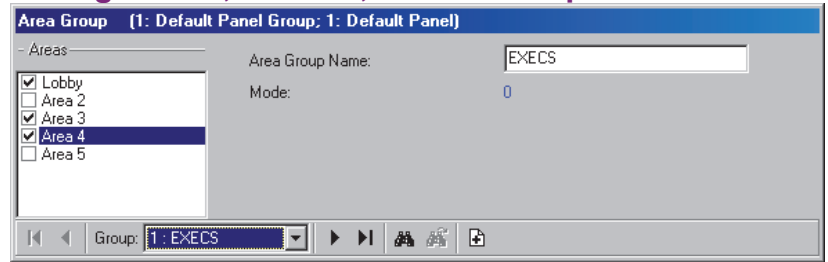 Area Group (1: Default Panel Group; 1: Default Panel)
Areas
Area Group Name: EXECS
Lobby
Mode: 0
Area 2
Area 3
Area 4
Area 5
Group: 1 : EXECS